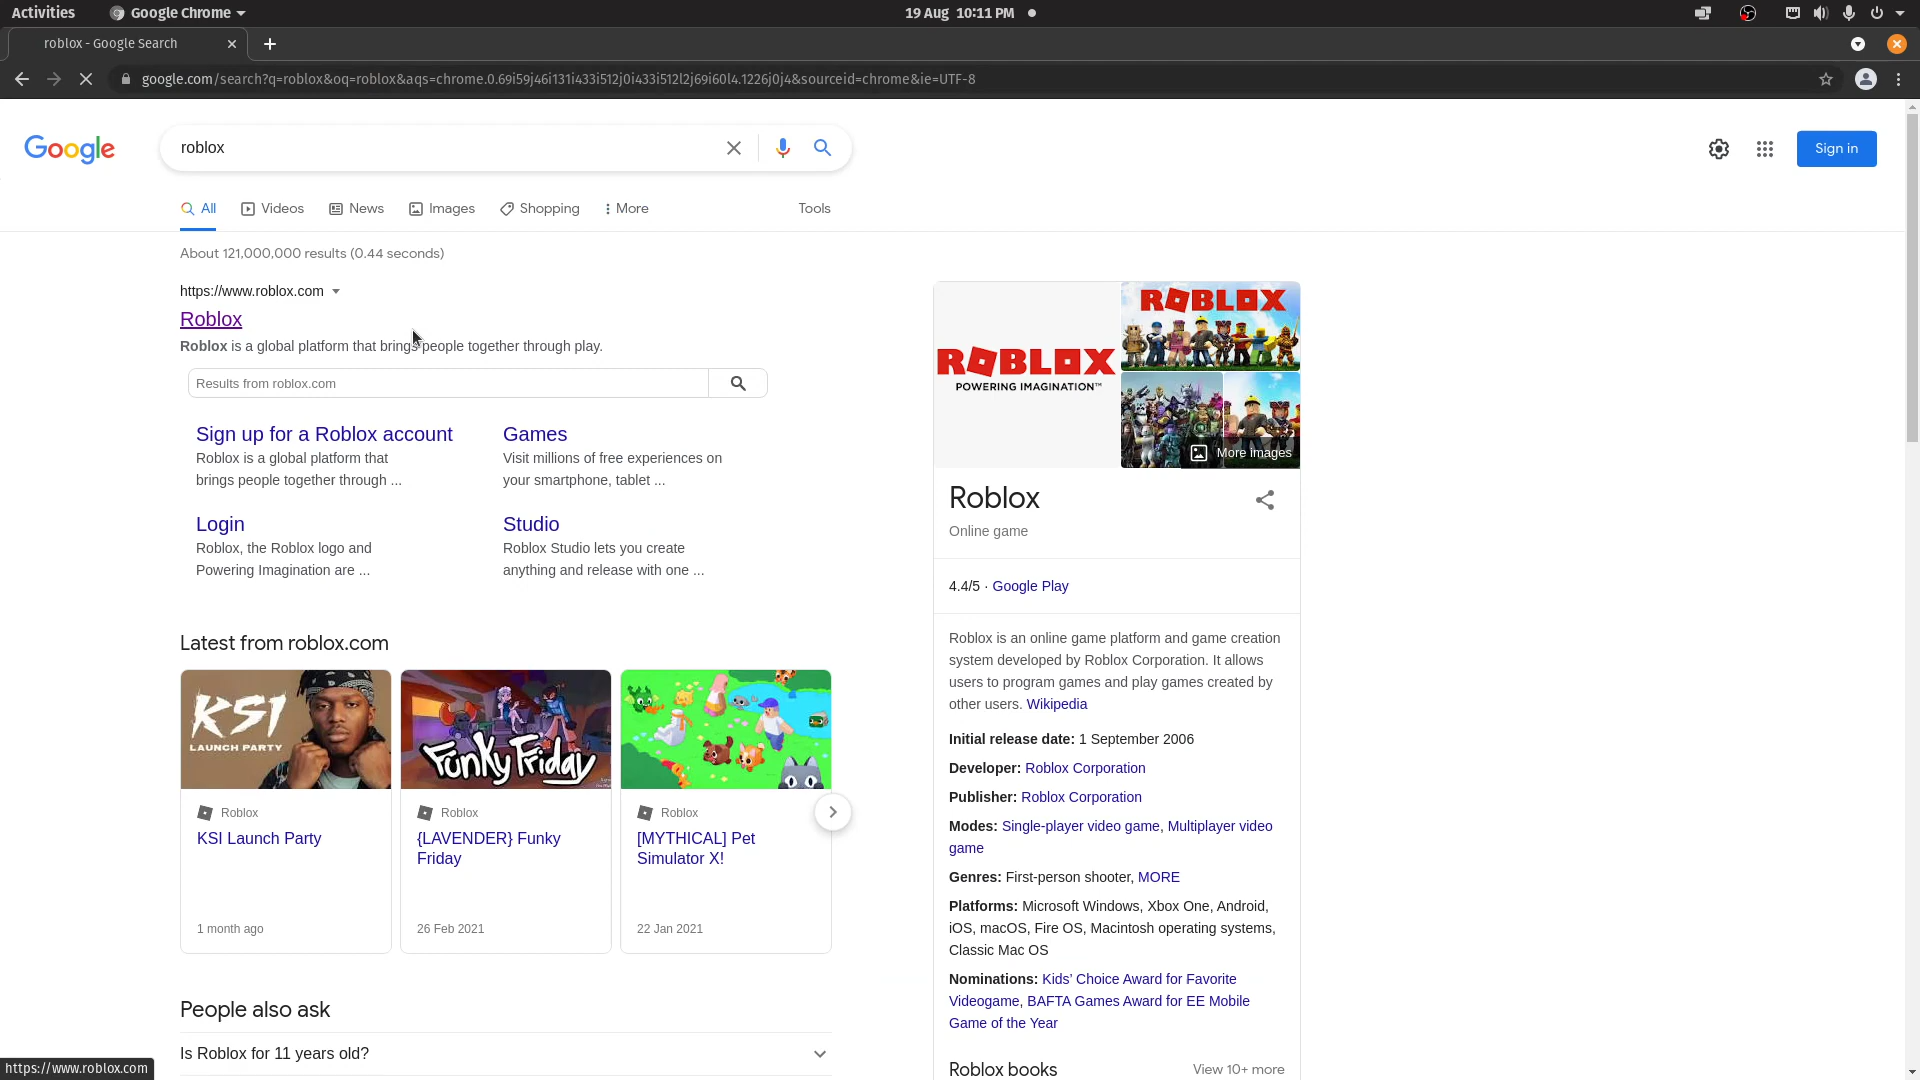 Activities
Google Chrome
19 Aug 10:11 PM
roblox - Google Search
google.com/search?q=roblox&oq=roblox&aqs=chrome.0.69i59j46i131i433i512j0i433i512l2j69i60l4.1226j0j4&sourceid=chrome&ie=UTF-8
Google
roblox
Sign in
All
Videos
News
Images
Shopping
More
Tools
About 121,000,000 results (0.44 seconds)
https://www.roblox.com
Roblox
Roblox is a global platform that brings people together through play.
Results from roblox.com
Sign up for a Roblox account
Roblox is a global platform that
brings people together through ...
Games
Visit millions of free experiences on
your smartphone, tablet ...
Login
Roblox, the Roblox logo and
Powering Imagination are ...
Studio
Roblox Studio lets you create
anything and release with one ...
Latest from roblox.com
KSI
LAUNCH PARTY
Roblox
KSI Launch Party
1 month ago
Funky Friday
Roblox
{LAVENDER} Funky
Friday
26 Feb 2021
Roblox
[MYTHICAL] Pet
Simulator X!
22 Jan 2021
People also ask
Is Roblox for 11 years old?
https://www.roblox.com
ROBLOX
POWERING IMAGINATION™
ROBLOX
More images
Roblox
Online game
4.4/5 · Google Play
Roblox is an online game platform and game creation
system developed by Roblox Corporation. It allows
users to program games and play games created by
other users. Wikipedia
Initial release date: 1 September 2006
Developer: Roblox Corporation
Publisher: Roblox Corporation
Modes: Single-player video game, Multiplayer video
game
Genres: First-person shooter, MORE
Platforms: Microsoft Windows, Xbox One, Android,
iOS, macOS, Fire OS, Macintosh operating systems,
Classic Mac OS
Nominations: Kids' Choice Award for Favorite
Videogame, BAFTA Games Award for EE Mobile
Game of the Year
Roblox books
View 10+ more